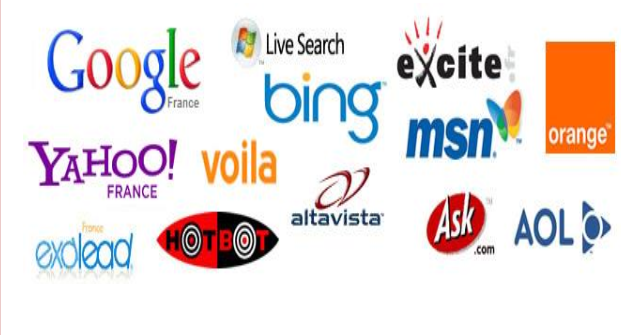 Google
France
Live Search
bing
excite.fr
msn
orange
YAHOO!
FRANCE
voila
altavista
France
exalead
HOTBOT
Ask
.com
AOL